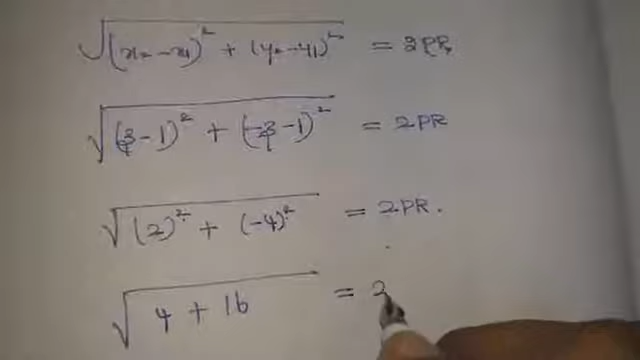 √(x₂-x₁)² + (y₂-y₁)² = 2PR
√(3-1)² + (-3-1)² = 2PR
√(2)² + (-4)² = 2PR.
√4 + 16 = 2